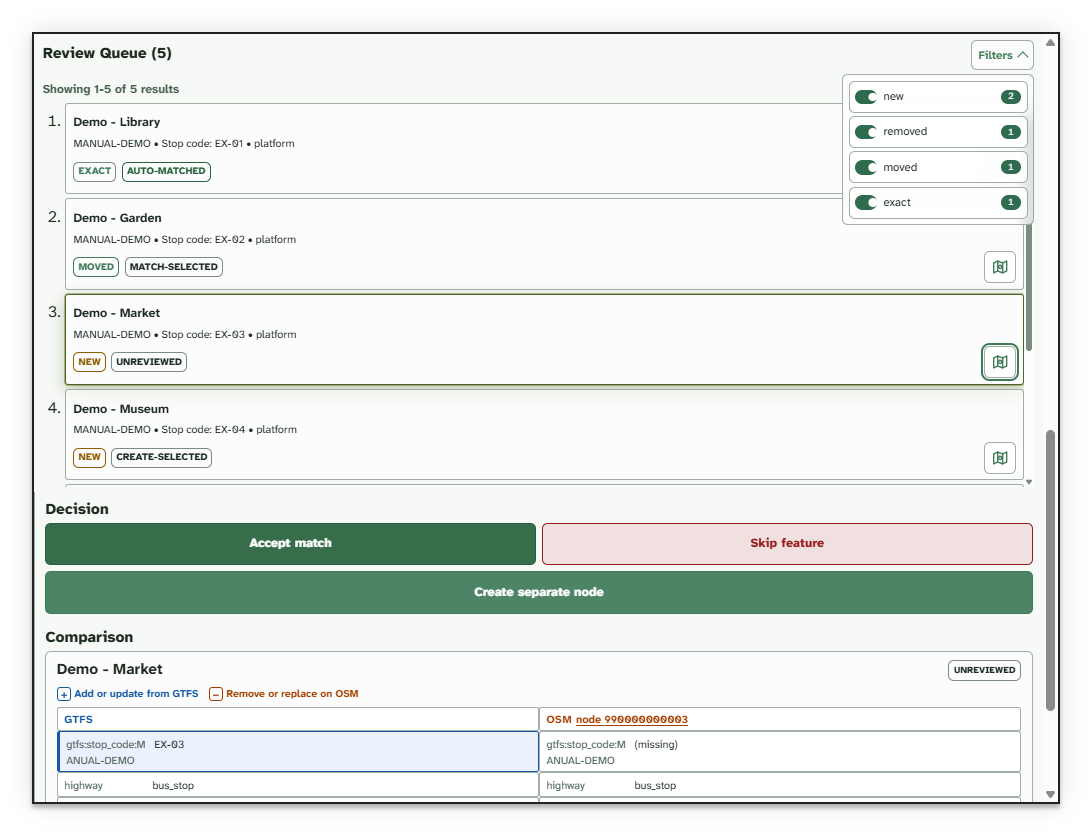 Review Queue (5)
Filters
Showing 1-5 of 5 results
new 2
removed 1
moved 1
exact 1
1. Demo - Library
MANUAL-DEMO • Stop code: EX-01 • platform
EXACT AUTO-MATCHED
2. Demo - Garden
MANUAL-DEMO • Stop code: EX-02 • platform
MOVED MATCH-SELECTED
3. Demo - Market
MANUAL-DEMO • Stop code: EX-03 • platform
NEW UNREVIEWED
4. Demo - Museum
MANUAL-DEMO • Stop code: EX-04 • platform
NEW CREATE-SELECTED
Decision
Accept match Skip feature
Create separate node
Comparison
Demo - Market UNREVIEWED
+ Add or update from GTFS − Remove or replace on OSM
GTFS OSM node 990000000003
gtfs:stop_code:M EX-03 gtfs:stop_code:M (missing)
ANUAL-DEMO ANUAL-DEMO
highway bus_stop highway bus_stop